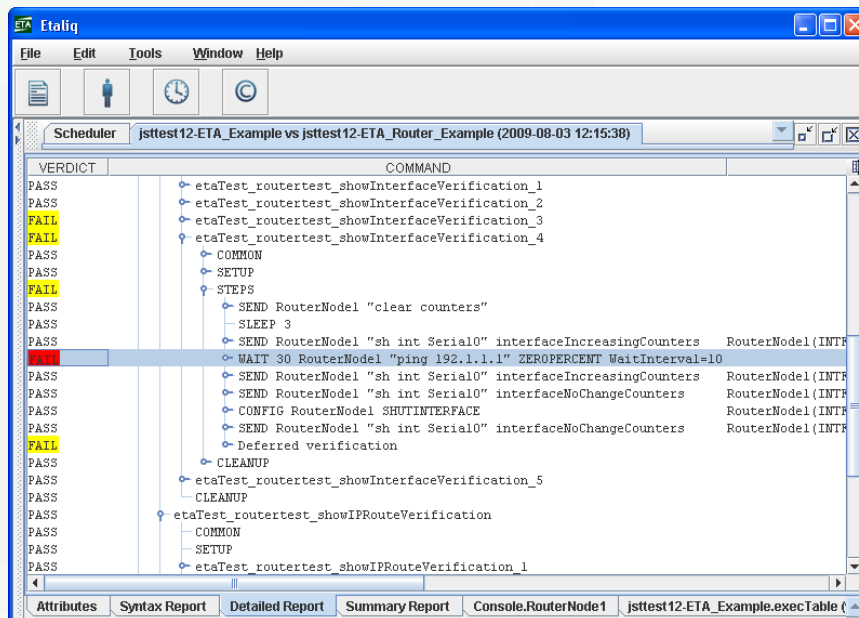 ETA Etaliq
File Edit Tools Window Help
Scheduler jsttest12-ETA_Example vs jsttest12-ETA_Router_Example (2009-08-03 12:15:38)
VERDICT COMMAND
PASS etaTest_routertest_showInterfaceVerification_1
PASS etaTest_routertest_showInterfaceVerification_2
FAIL etaTest_routertest_showInterfaceVerification_3
FAIL etaTest_routertest_showInterfaceVerification_4
PASS COMMON
PASS SETUP
FAIL STEPS
PASS SEND RouterNode1 "clear counters"
PASS SLEEP 3
PASS SEND RouterNode1 "sh int Serial0" interfaceIncreasingCounters RouterNode1(INTF
FAIL WAIT 30 RouterNode1 "ping 192.1.1.1" ZEROPERCENT WaitInterval=10
PASS SEND RouterNode1 "sh int Serial0" interfaceIncreasingCounters RouterNode1(INTF
PASS SEND RouterNode1 "sh int Serial0" interfaceNoChangeCounters RouterNode1(INTF
PASS CONFIG RouterNode1 SHUTINTERFACE RouterNode1(INTF
PASS SEND RouterNode1 "sh int Serial0" interfaceNoChangeCounters RouterNode1(INTF
FAIL Deferred verification
PASS CLEANUP
PASS etaTest_routertest_showInterfaceVerification_5
PASS CLEANUP
PASS etaTest_routertest_showIPRouteVerification
PASS COMMON
PASS SETUP
PASS etaTest_routertest_showIPRouteVerification_1
Attributes Syntax Report Detailed Report Summary Report Console.RouterNode1 jsttest12-ETA_Example.execTable (